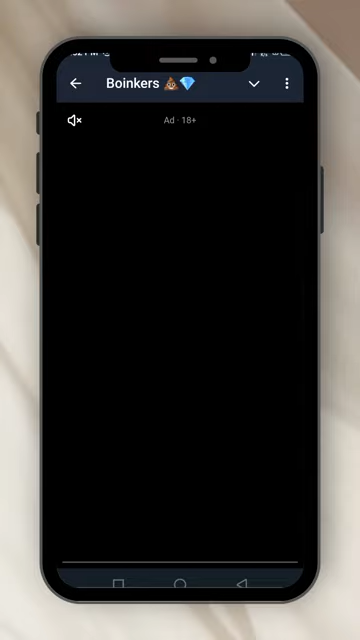 Boinkers 💩💎
Ad · 18+